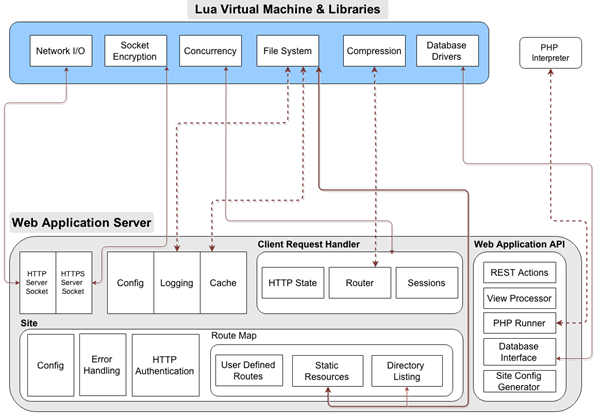 Lua Virtual Machine & Libraries
Network I/O
Socket
Encryption
Concurrency
File System
Compression
Database
Drivers
PHP
Interpreter
Web Application Server
HTTP
Server
Socket
HTTPS
Server
Socket
Config
Logging
Cache
Client Request Handler
HTTP State
Router
Sessions
Web Application API
REST Actions
View Processor
PHP Runner
Database
Interface
Site Config
Generator
Site
Config
Error
Handling
HTTP
Authentication
Route Map
User Defined
Routes
Static
Resources
Directory
Listing